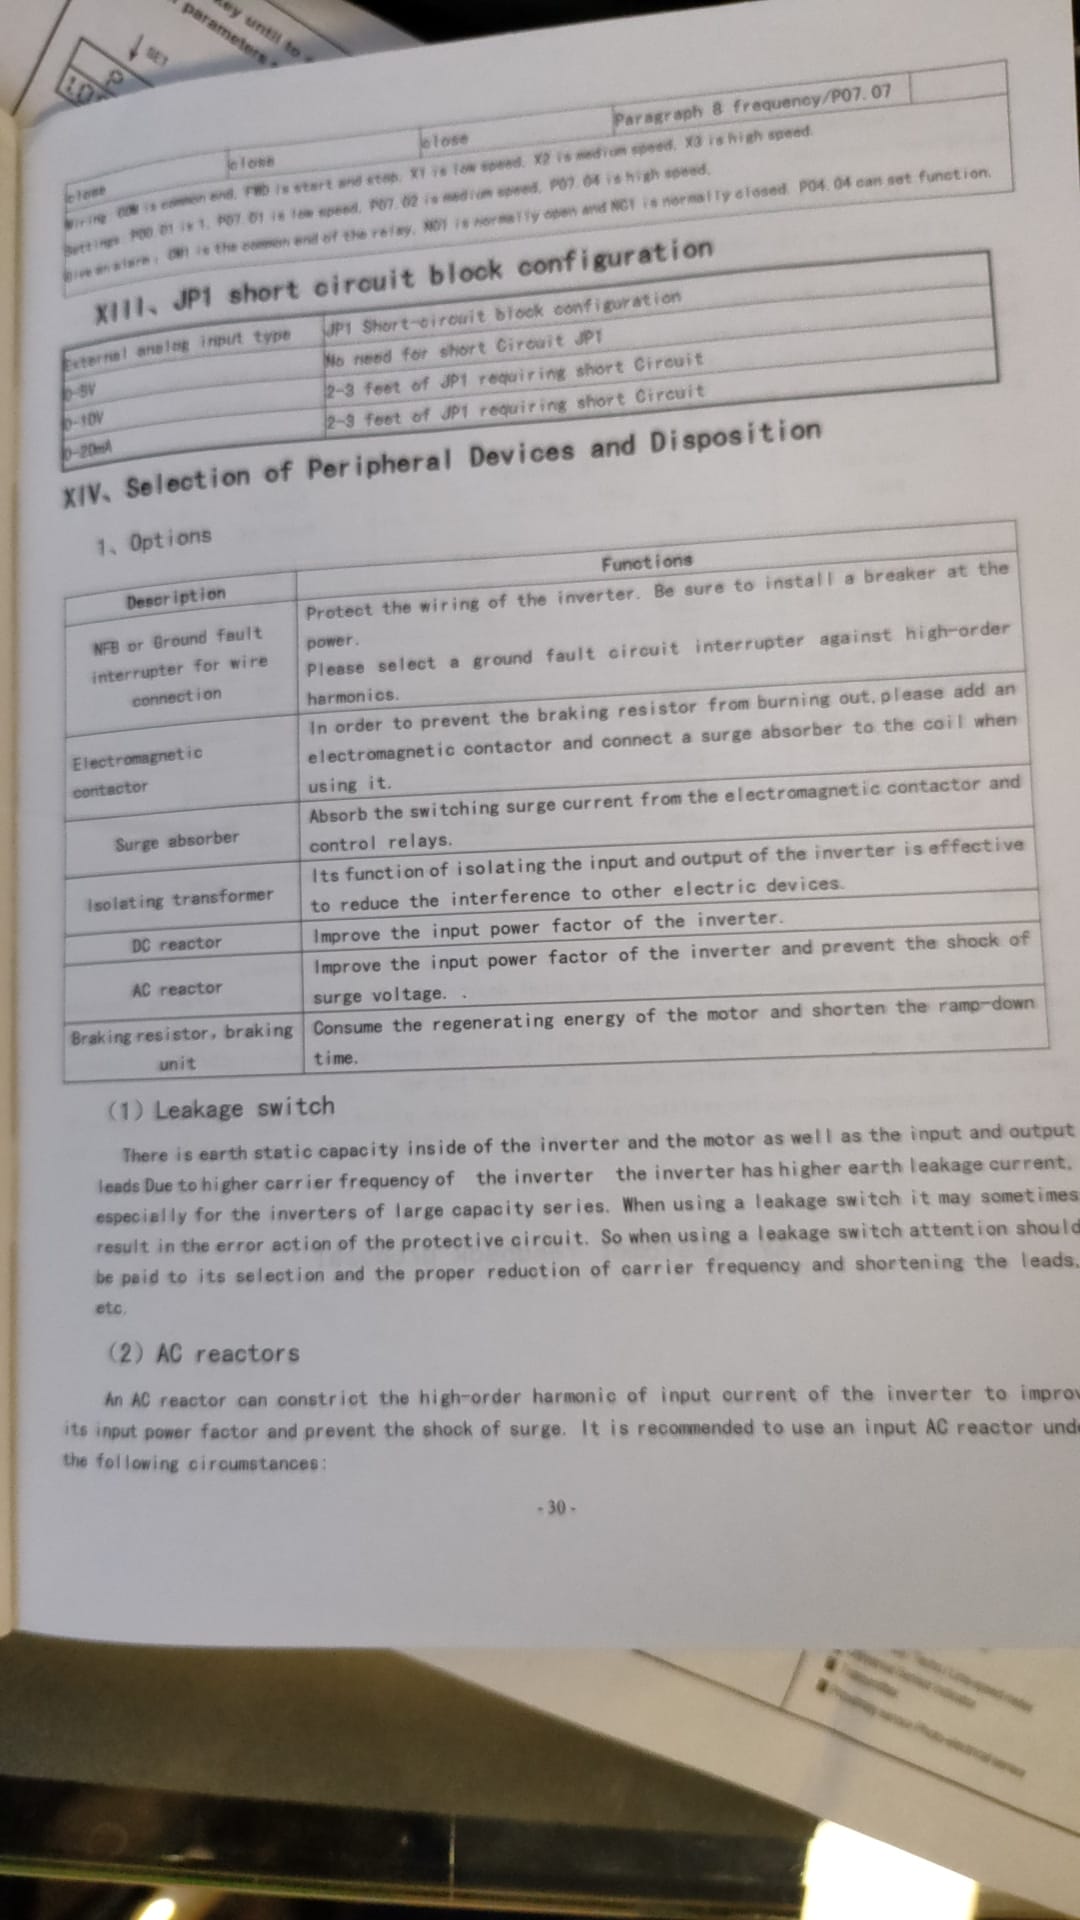 key until to
parameters
SET
P
close close close Paragraph 8 frequency/P07.07
Wiring COM is common end, FWD is start and stop, X1 is low speed, X2 is medium speed, X3 is high speed.
Settings P00.01 is 1, P07.01 is low speed, P07.02 is medium speed, P07.04 is high speed.
Give an alarm: CM1 is the common end of the relay, NO1 is normally open and NC1 is normally closed P04.04 can set function.
XIII、JP1 short circuit block configuration
External analog input type JP1 Short-circuit block configuration
0-5V No need for short Circuit JP1
0-10V 2-3 feet of JP1 requiring short Circuit
0-20mA 2-3 feet of JP1 requiring short Circuit
XIV、Selection of Peripheral Devices and Disposition
1、Options
Description Functions
NFB or Ground fault
interrupter for wire
connection
Protect the wiring of the inverter. Be sure to install a breaker at the
power.
Please select a ground fault circuit interrupter against high-order
harmonics.
Electromagnetic
contactor
In order to prevent the braking resistor from burning out,please add an
electromagnetic contactor and connect a surge absorber to the coil when
using it.
Surge absorber
Absorb the switching surge current from the electromagnetic contactor and
control relays.
Isolating transformer
Its function of isolating the input and output of the inverter is effective
to reduce the interference to other electric devices.
DC reactor Improve the input power factor of the inverter.
AC reactor
Improve the input power factor of the inverter and prevent the shock of
surge voltage. .
Braking resistor, braking
unit
Consume the regenerating energy of the motor and shorten the ramp-down
time.
(1) Leakage switch
There is earth static capacity inside of the inverter and the motor as well as the input and output
leads Due to higher carrier frequency of the inverter the inverter has higher earth leakage current,
especially for the inverters of large capacity series. When using a leakage switch it may sometimes
result in the error action of the protective circuit. So when using a leakage switch attention should
be paid to its selection and the proper reduction of carrier frequency and shortening the leads,
etc.
(2) AC reactors
An AC reactor can constrict the high-order harmonic of input current of the inverter to improv
its input power factor and prevent the shock of surge. It is recommended to use an input AC reactor und
the following circumstances:
- 30 -